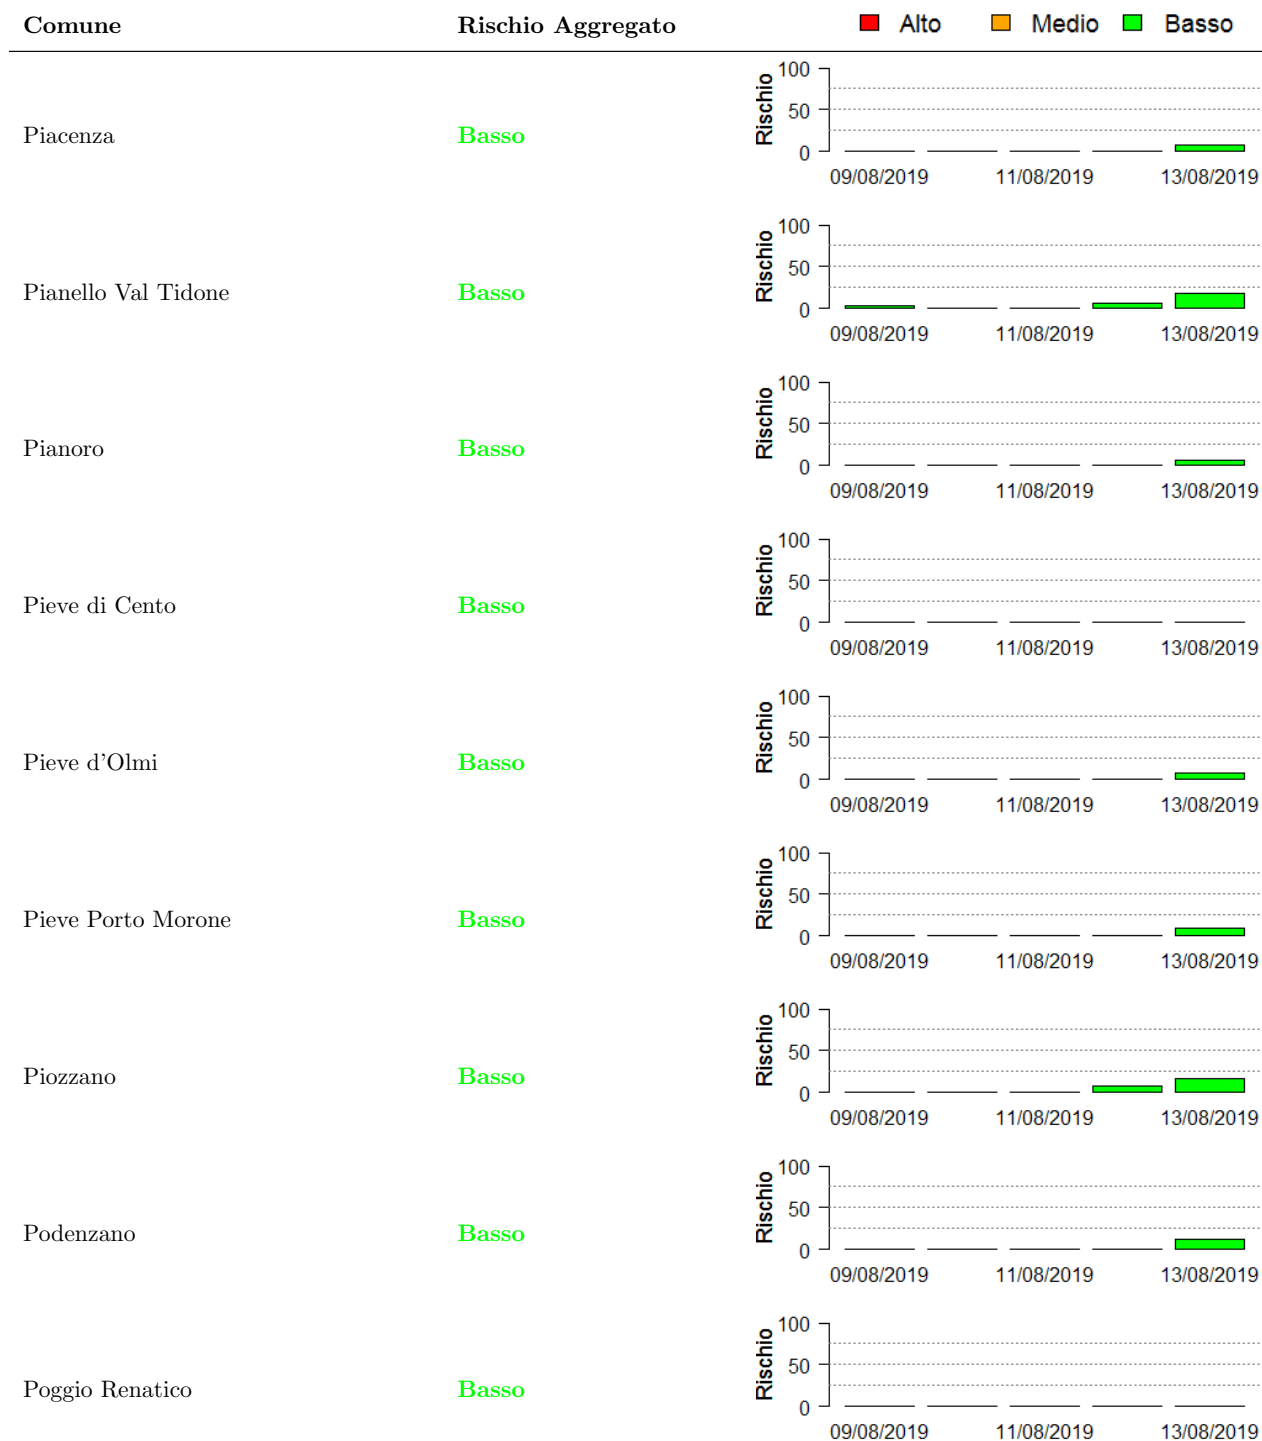 Comune Rischio Aggregato Alto Medio Basso
100
50
0
Rischio
Piacenza Basso
09/08/2019 11/08/2019 13/08/2019
100
50
0
Rischio
Pianello Val Tidone Basso
09/08/2019 11/08/2019 13/08/2019
100
50
0
Rischio
Pianoro Basso
09/08/2019 11/08/2019 13/08/2019
100
50
0
Rischio
Pieve di Cento Basso
09/08/2019 11/08/2019 13/08/2019
100
50
0
Rischio
Pieve d'Olmi Basso
09/08/2019 11/08/2019 13/08/2019
100
50
0
Rischio
Pieve Porto Morone Basso
09/08/2019 11/08/2019 13/08/2019
100
50
0
Rischio
Piozzano Basso
09/08/2019 11/08/2019 13/08/2019
100
50
0
Rischio
Podenzano Basso
09/08/2019 11/08/2019 13/08/2019
100
50
0
Rischio
Poggio Renatico Basso
09/08/2019 11/08/2019 13/08/2019